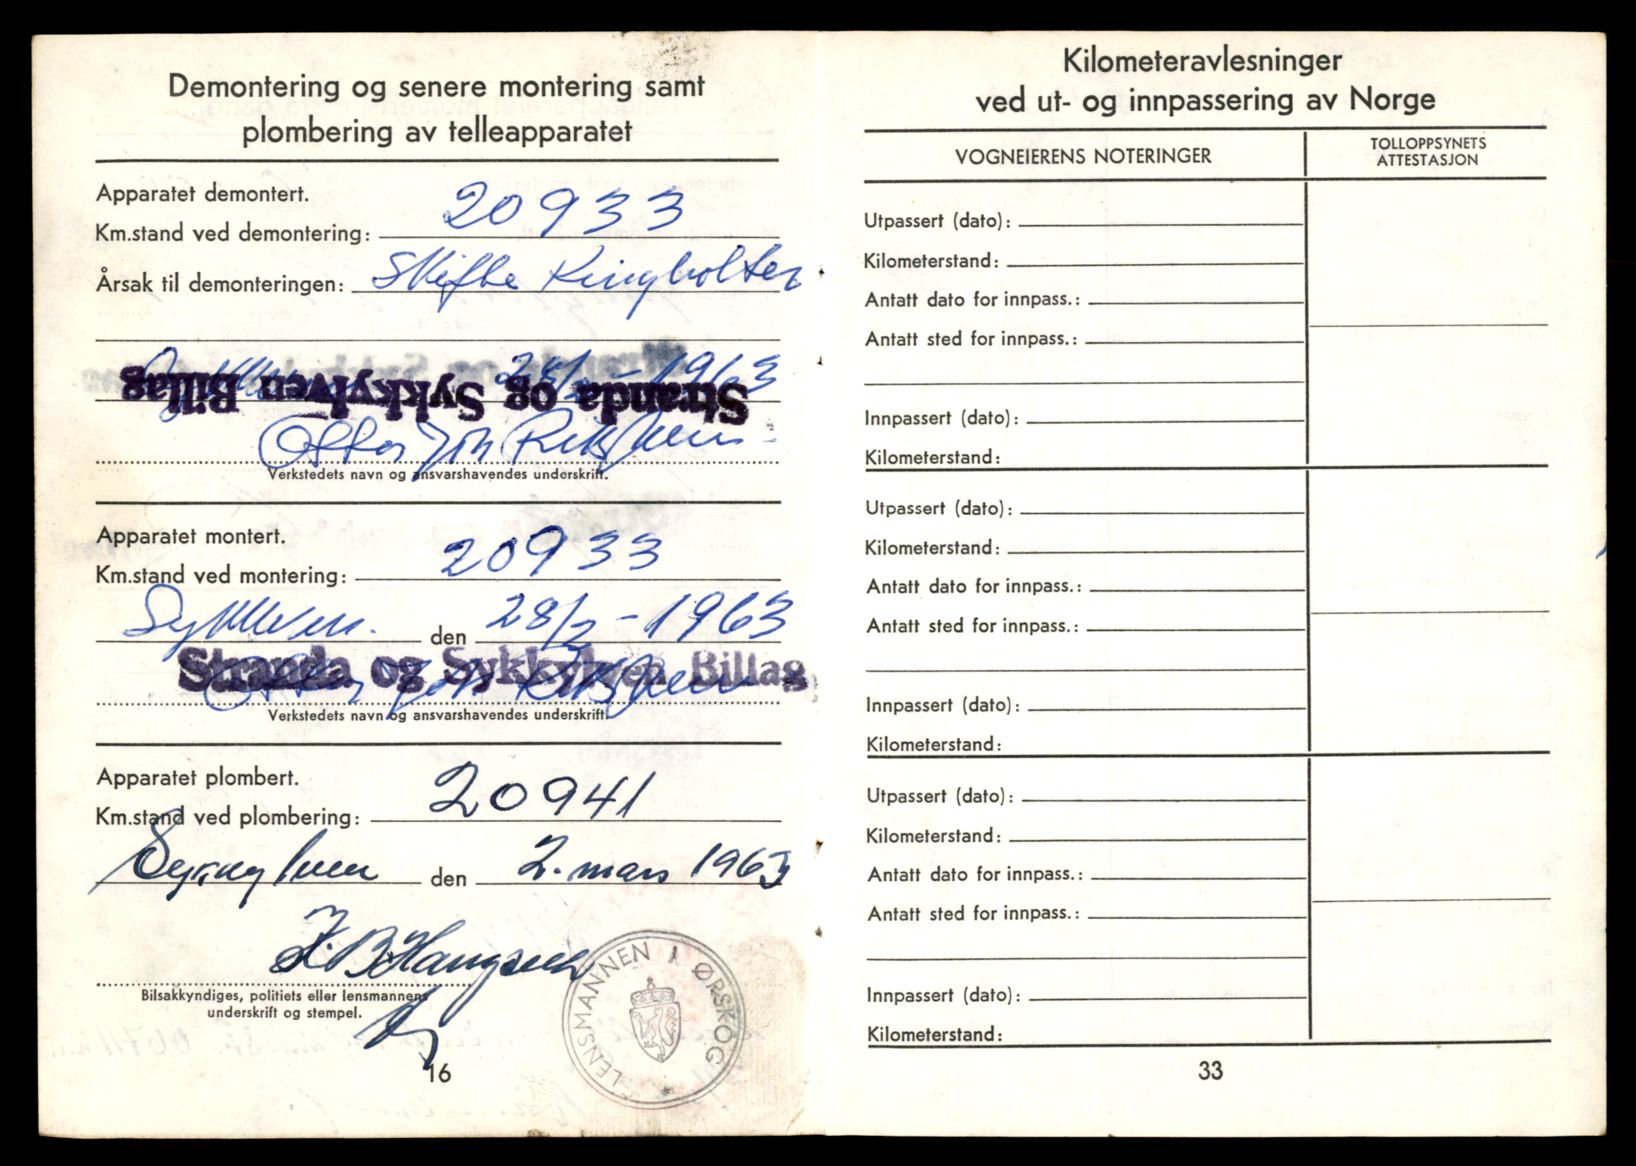 Demontering og senere montering samt
plombering av telleapparatet
Apparatet demontert.
Km.stand ved demontering: 20933
Årsak til demonteringen: Skifte Kingbolter
28/2 - 1963
Stranda og Sykkylven Billag
Verkstedets navn og ansvarshavendes underskrift.
Apparatet montert.
Km.stand ved montering: 20933
Sykkylven. den 28/2 - 1963
Stranda og Sykkylven Billag
Verkstedets navn og ansvarshavendes underskrift.
Apparatet plombert.
Km.stand ved plombering: 20941
den 2. mars 1963
Bilsakkyndiges, politiets eller lensmannens
underskrift og stempel.
LENSMANNEN I ØRSKOG
16
Kilometeravlesninger
ved ut- og innpassering av Norge
VOGNEIERENS NOTERINGER
TOLLOPPSYNETS
ATTESTASJON
Utpassert (dato):
Kilometerstand:
Antatt dato for innpass.:
Antatt sted for innpass.:
Innpassert (dato):
Kilometerstand:
Utpassert (dato):
Kilometerstand:
Antatt dato for innpass.:
Antatt sted for innpass.:
Innpassert (dato):
Kilometerstand:
Utpassert (dato):
Kilometerstand:
Antatt dato for innpass.:
Antatt sted for innpass.:
Innpassert (dato):
Kilometerstand:
33